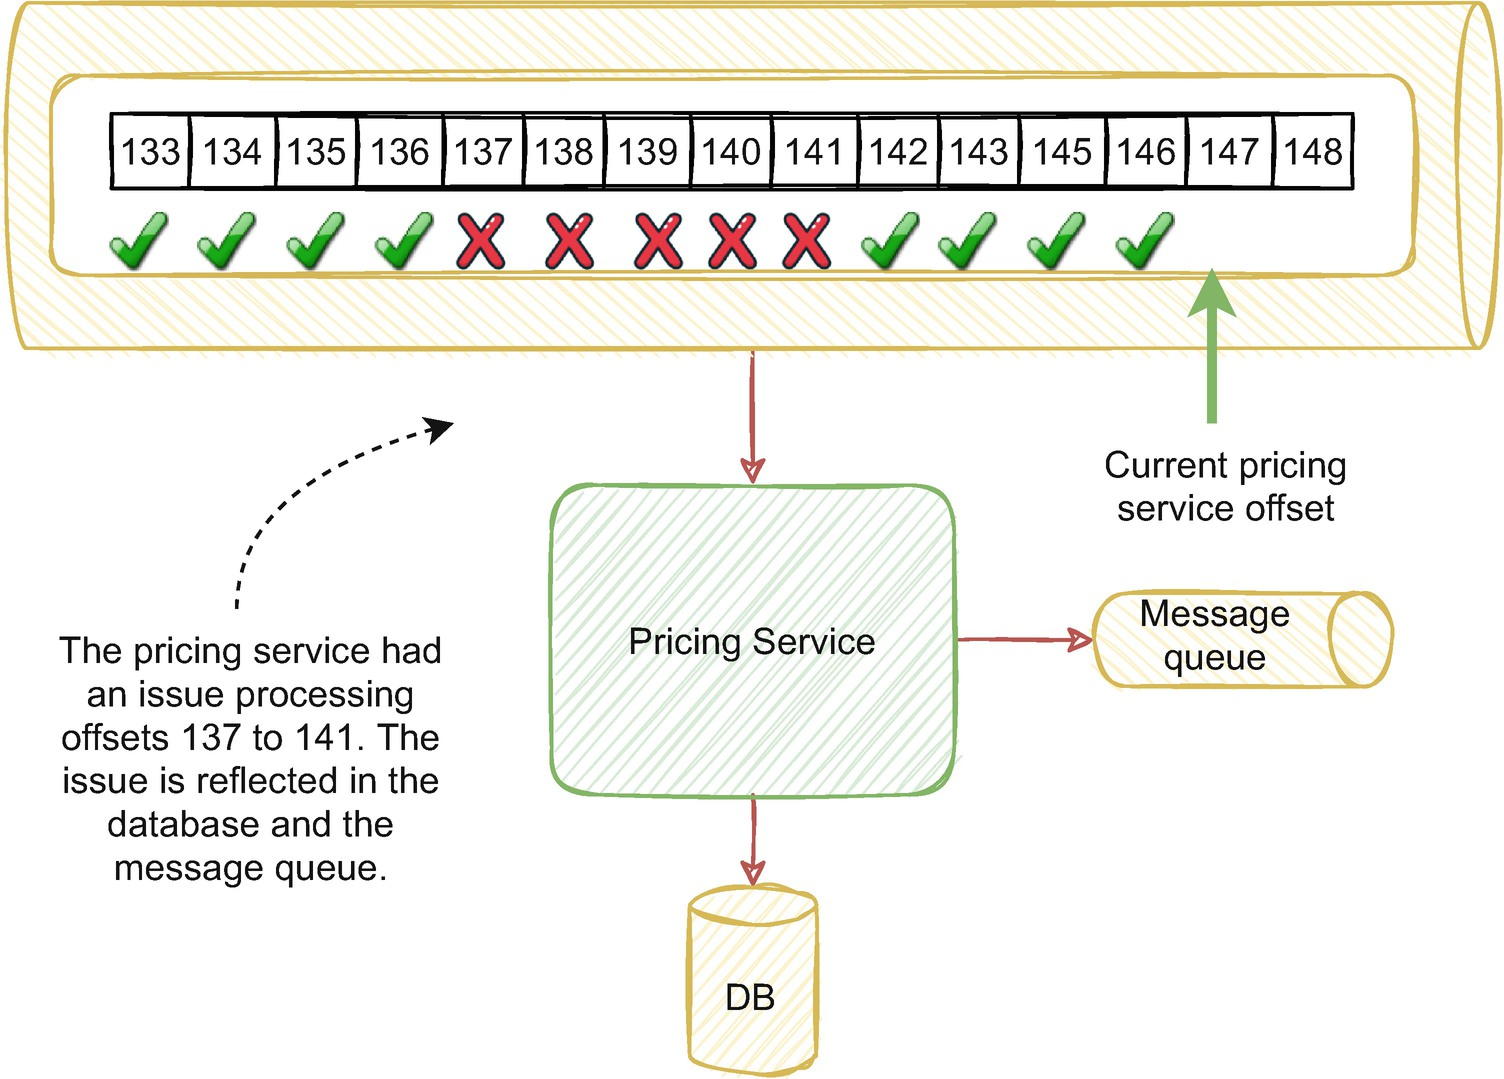 133 134 135 136 137 138 139 140 141 142 143 145 146 147 148
Current pricing
service offset
The pricing service had
an issue processing
offsets 137 to 141. The
issue is reflected in the
database and the
message queue.
Pricing Service
Message
queue
DB